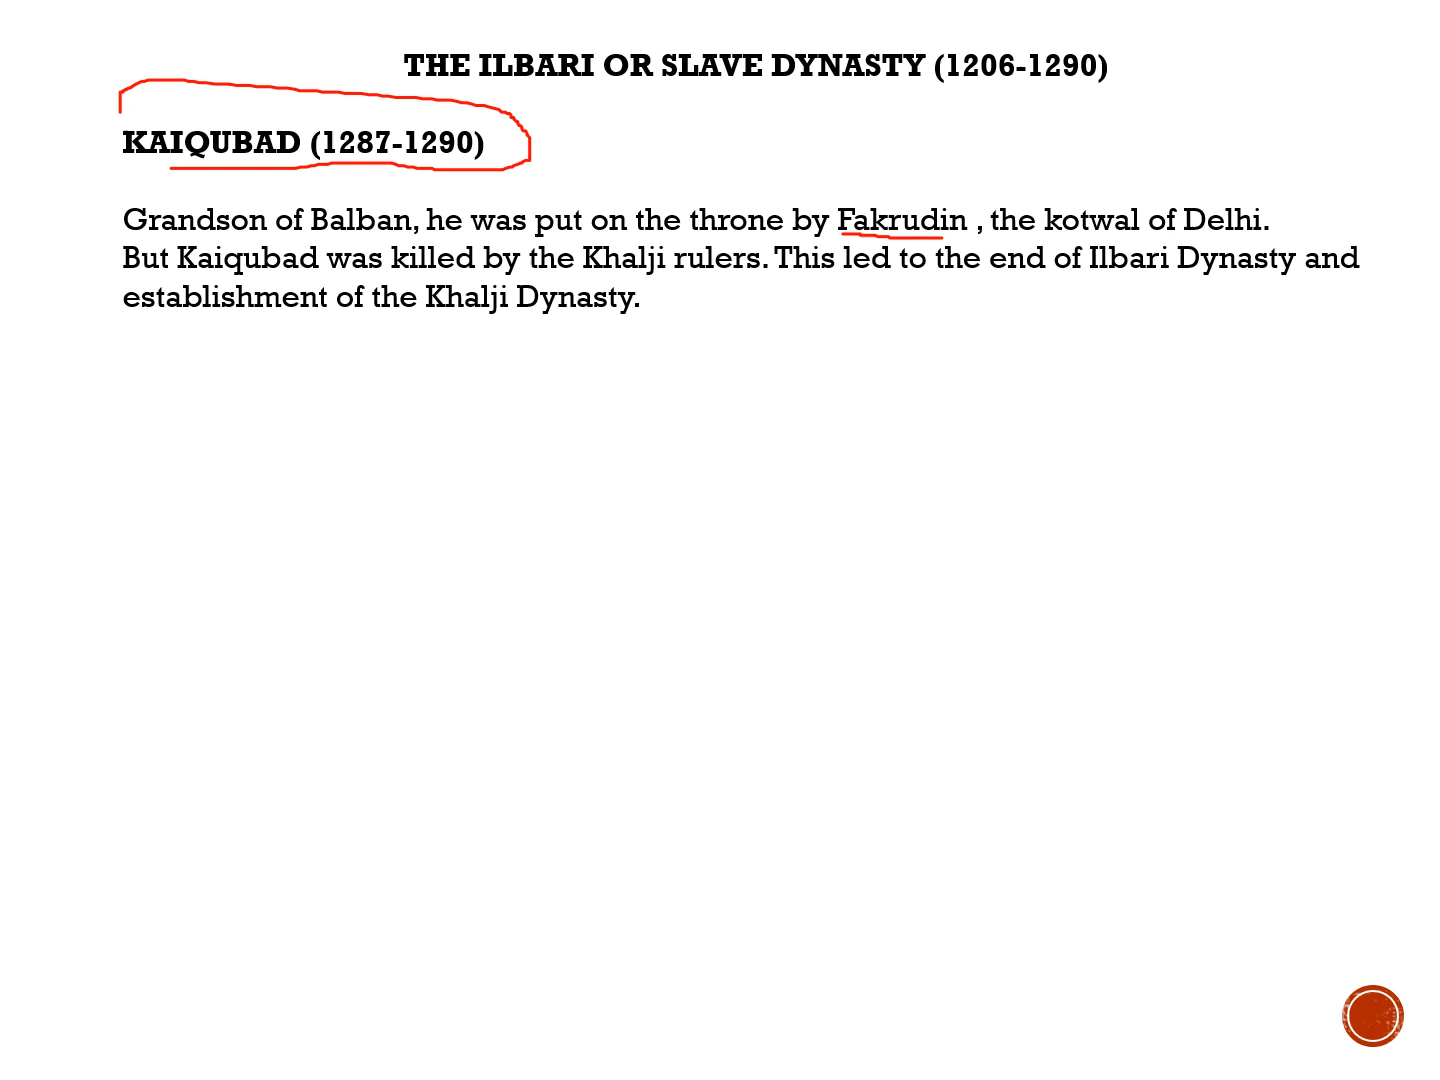 THE ILBARI OR SLAVE DYNASTY (1206-1290)
KAIQUBAD (1287-1290)
Grandson of Balban, he was put on the throne by Fakrudin , the kotwal of Delhi.
But Kaiqubad was killed by the Khalji rulers. This led to the end of Ilbari Dynasty and
establishment of the Khalji Dynasty.